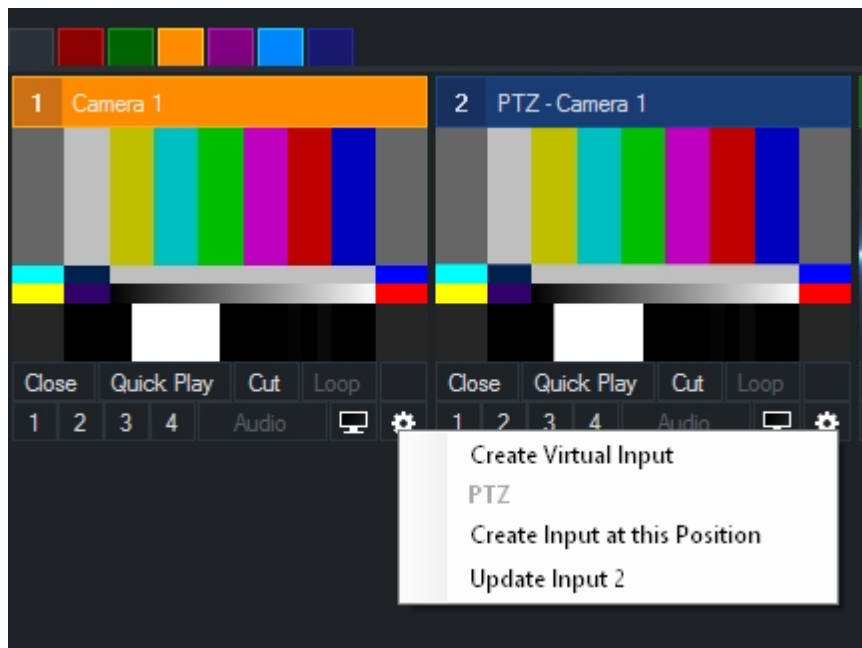 1 Camera 1
2 PTZ - Camera 1
Close Quick Play Cut Loop
Close Quick Play Cut Loop
1 2 3 4 Audio
1 2 3 4 Audio
Create Virtual Input
PTZ
Create Input at this Position
Update Input 2